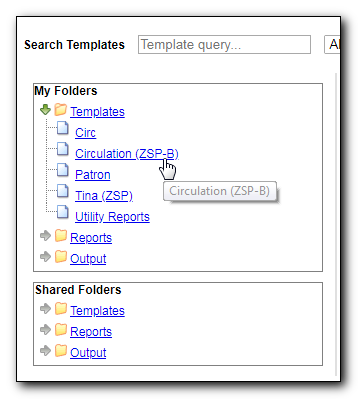 Search Templates
Template query...
My Folders
Templates
Circ
Circulation (ZSP-B)
Patron
Circulation (ZSP-B)
Tina (ZSP)
Utility Reports
Reports
Output
Shared Folders
Templates
Reports
Output